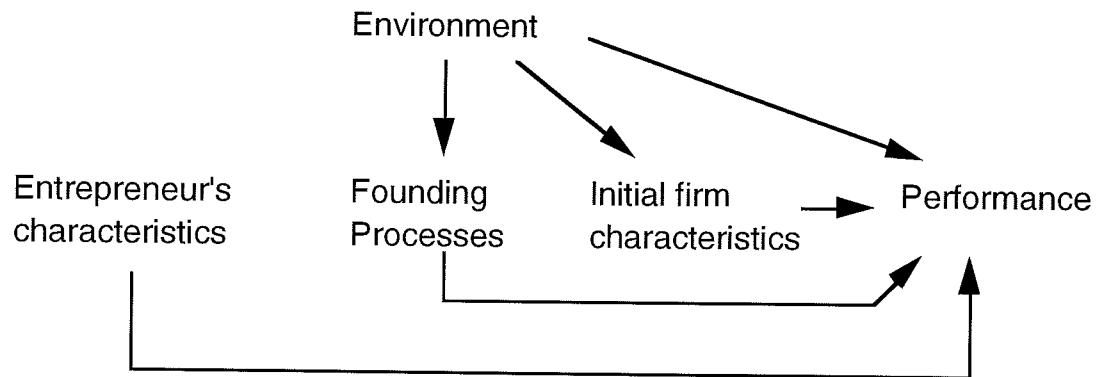 Environment
Entrepreneur's
characteristics
Founding
Processes
Initial firm
characteristics
Performance